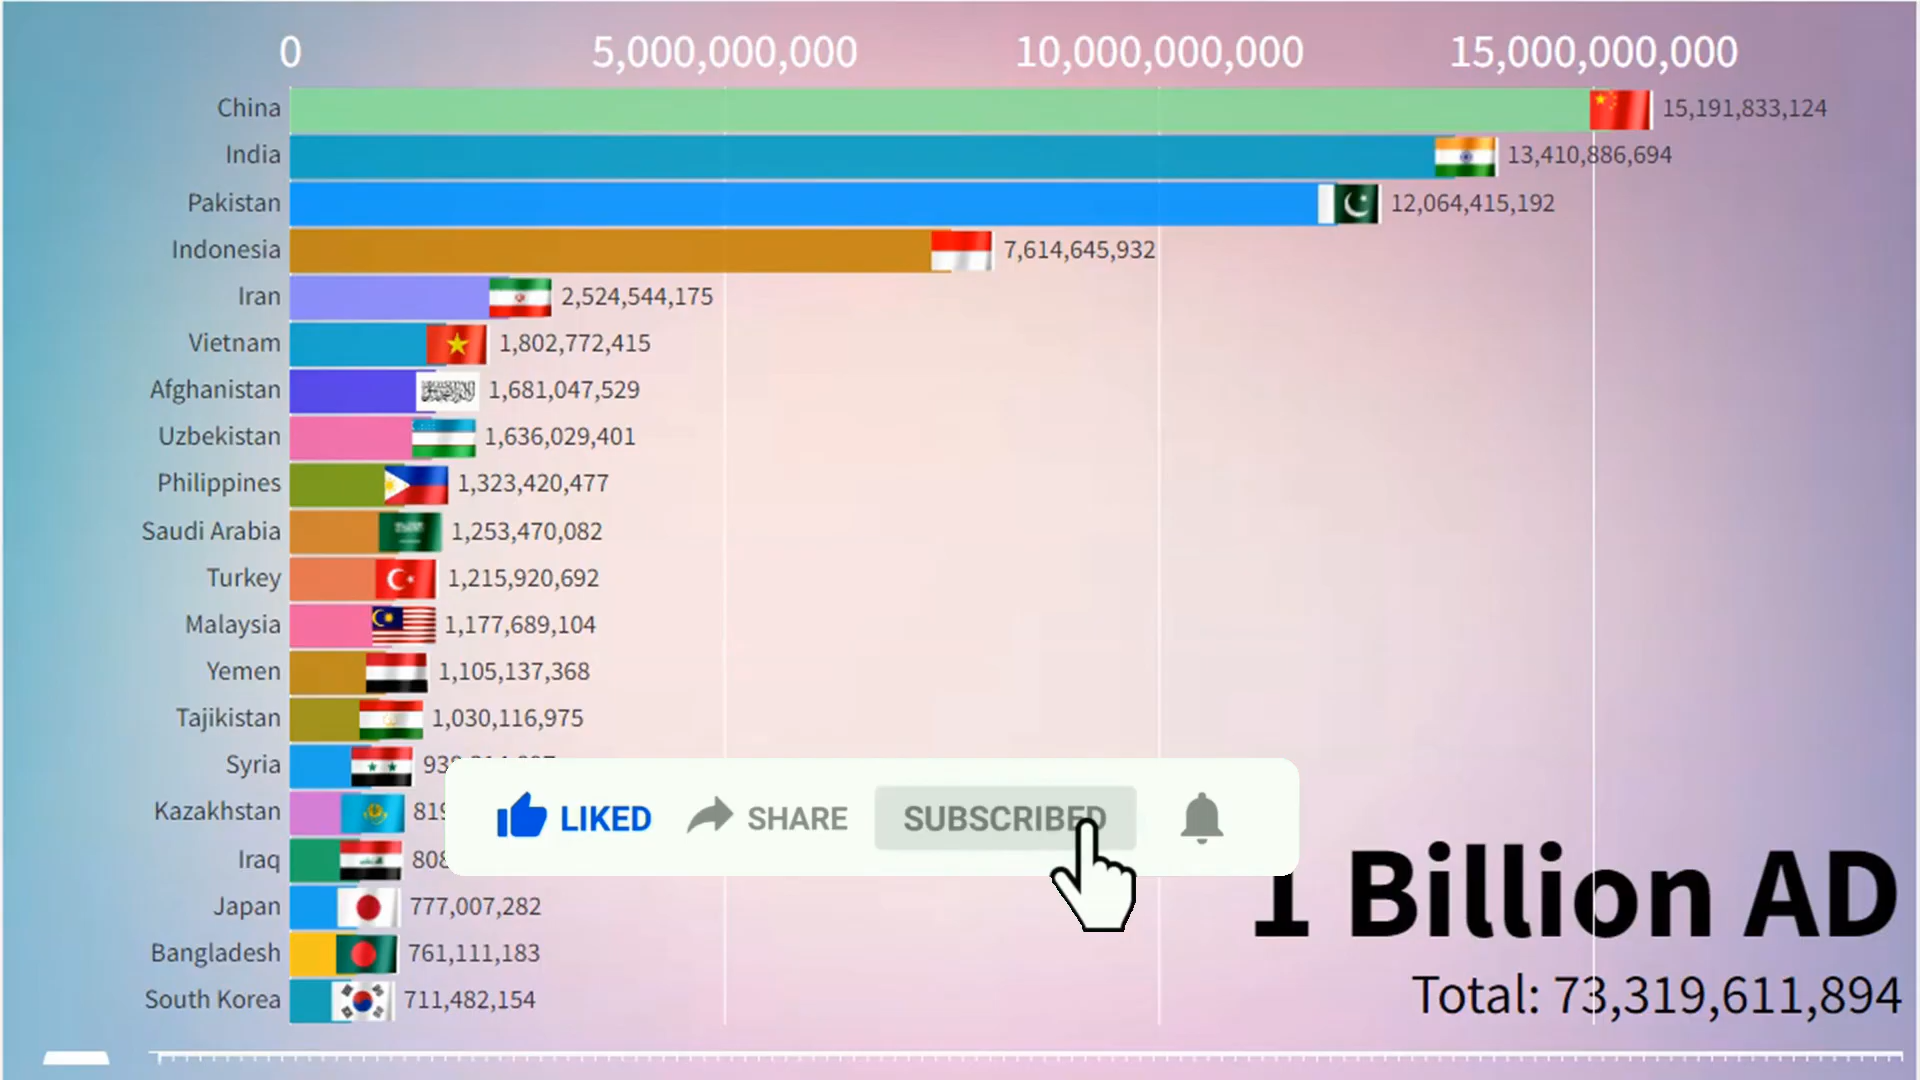 0 5,000,000,000 10,000,000,000 15,000,000,000
China 15,191,833,124
India 13,410,886,694
Pakistan 12,064,415,192
Indonesia 7,614,645,932
Iran 2,524,544,175
Vietnam 1,802,772,415
Afghanistan 1,681,047,529
Uzbekistan 1,636,029,401
Philippines 1,323,420,477
Saudi Arabia 1,253,470,082
Turkey 1,215,920,692
Malaysia 1,177,689,104
Yemen 1,105,137,368
Tajikistan 1,030,116,975
Syria
Kazakhstan
Iraq
Japan 777,007,282
Bangladesh 761,111,183
South Korea 711,482,154
LIKED SHARE SUBSCRIBED
1 Billion AD
Total: 73,319,611,894